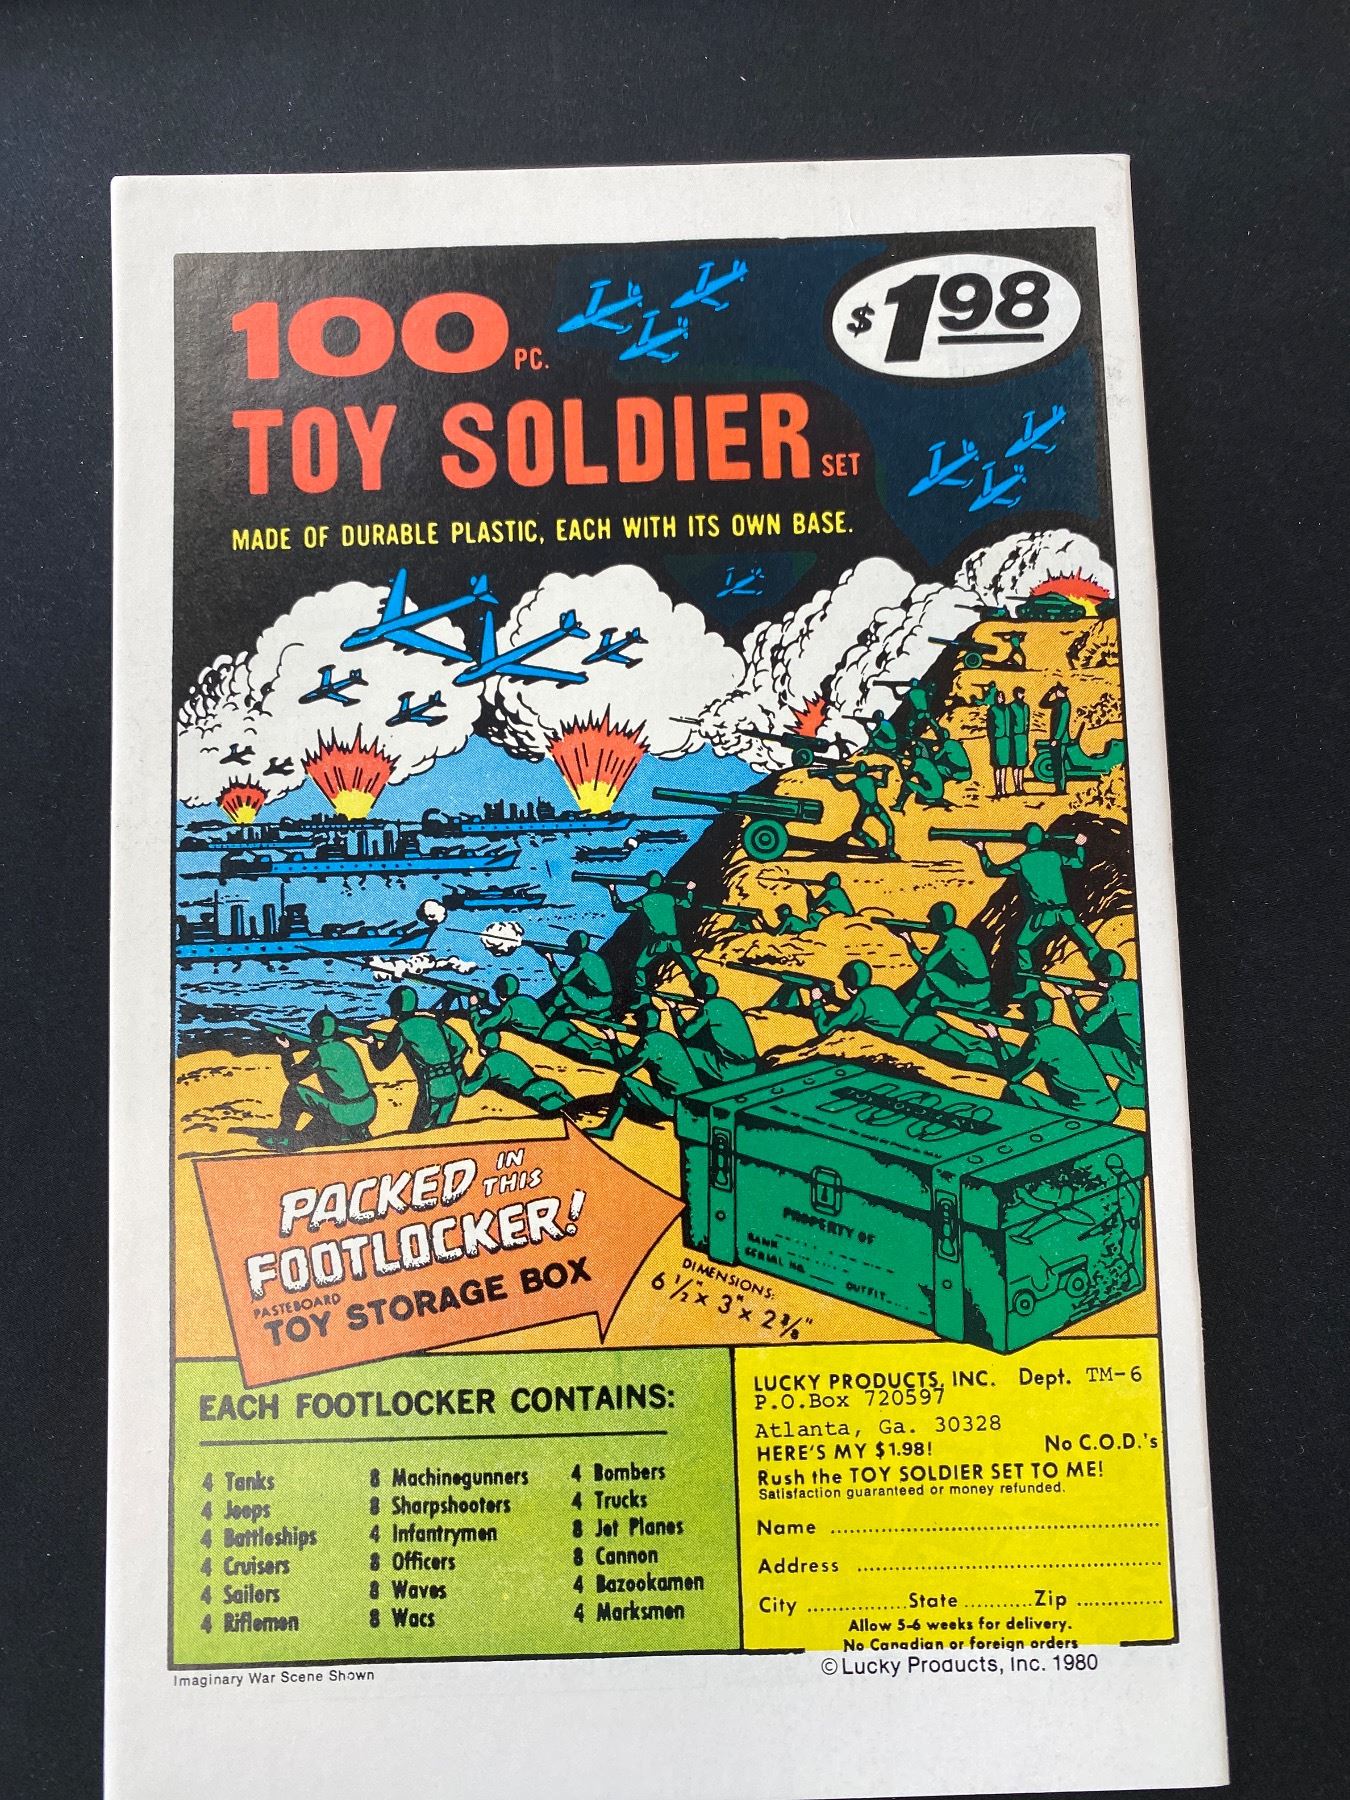 100 PC.
$1.98
TOY SOLDIER SET
MADE OF DURABLE PLASTIC, EACH WITH ITS OWN BASE.
PACKED IN THIS
FOOTLOCKER!
PASTEBOARD
TOY STORAGE BOX
PROPERTY OF
RANK
SERIAL NO.
OUTFIT
DIMENSIONS:
6 1/2" x 3" x 2 3/8"
EACH FOOTLOCKER CONTAINS:
4 Tanks
4 Jeeps
4 Battleships
4 Cruisers
4 Sailors
4 Riflemen
8 Machinegunners
8 Sharpshooters
4 Infantrymen
8 Officers
8 Waves
8 Wacs
4 Bombers
4 Trucks
8 Jet Planes
8 Cannon
4 Bazookamen
4 Marksmen
LUCKY PRODUCTS, INC. Dept. TM-6
P.O.Box 720597
Atlanta, Ga. 30328
HERE'S MY $1.98! No C.O.D.'s
Rush the TOY SOLDIER SET TO ME!
Satisfaction guaranteed or money refunded.
Name
Address
City State Zip
Allow 5-6 weeks for delivery.
No Canadian or foreign orders
Imaginary War Scene Shown
© Lucky Products, Inc. 1980